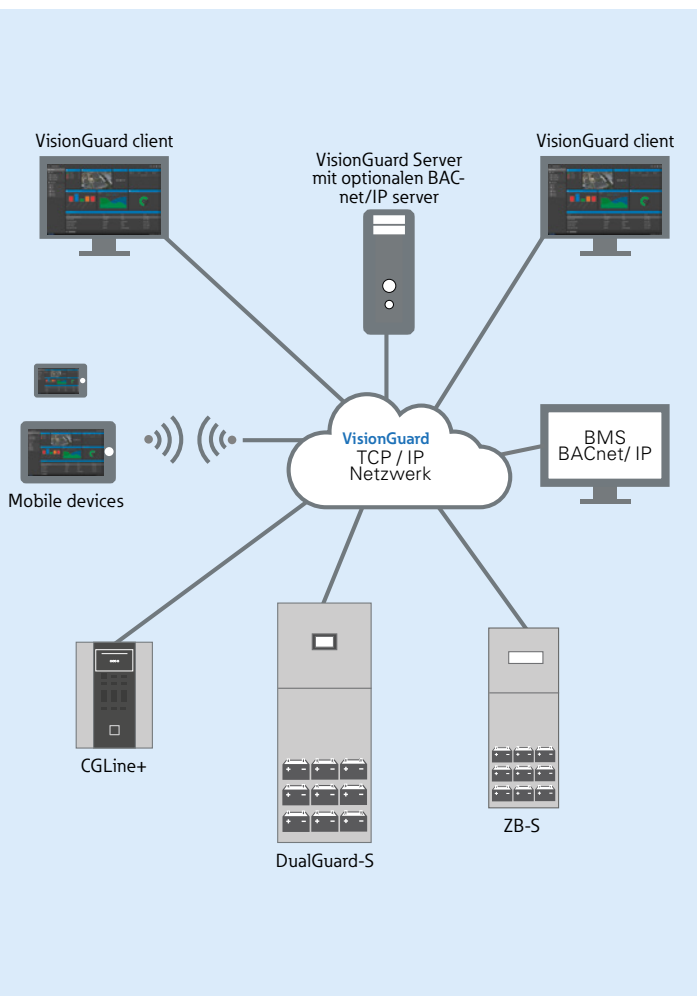 VisionGuard client
VisionGuard Server
mit optionalen BAC-
net/IP server
VisionGuard client
VisionGuard
TCP / IP
Netzwerk
BMS
BACnet/ IP
Mobile devices
CGLine+
DualGuard-S
ZB-S